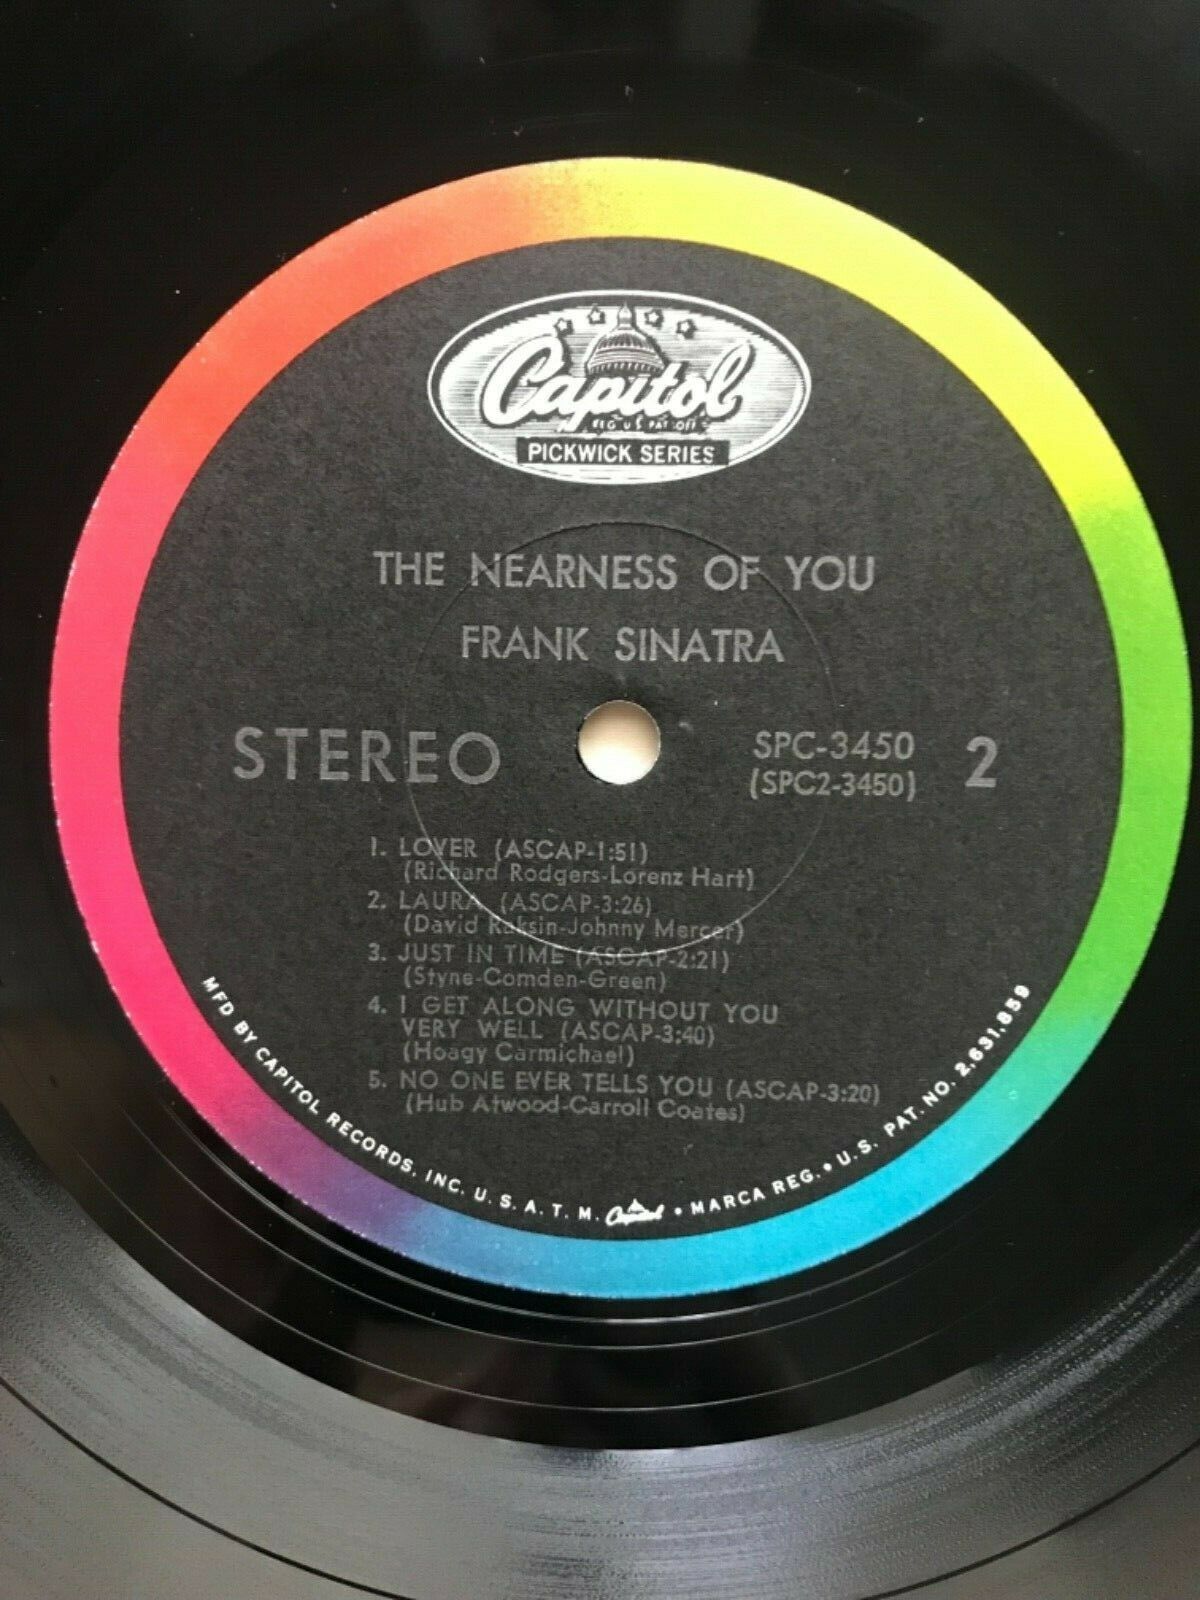 Capitol
REG U S PAT OFF
PICKWICK SERIES
THE NEARNESS OF YOU
FRANK SINATRA
STEREO
SPC-3450
(SPC2-3450)
2
1. LOVER (ASCAP-1:51)
(Richard Rodgers-Lorenz Hart)
2. LAURA (ASCAP-3:26)
(David Raksin-Johnny Mercer)
3. JUST IN TIME (ASCAP-2:21)
(Styne-Comden-Green)
4. I GET ALONG WITHOUT YOU
VERY WELL (ASCAP-3:40)
(Hoagy Carmichael)
5. NO ONE EVER TELLS YOU (ASCAP-3:20)
(Hub Atwood-Carroll Coates)
MFD BY CAPITOL RECORDS, INC. U. S. A. T. M. Capitol • MARCA REG. • U.S. PAT. NO. 2,631,859